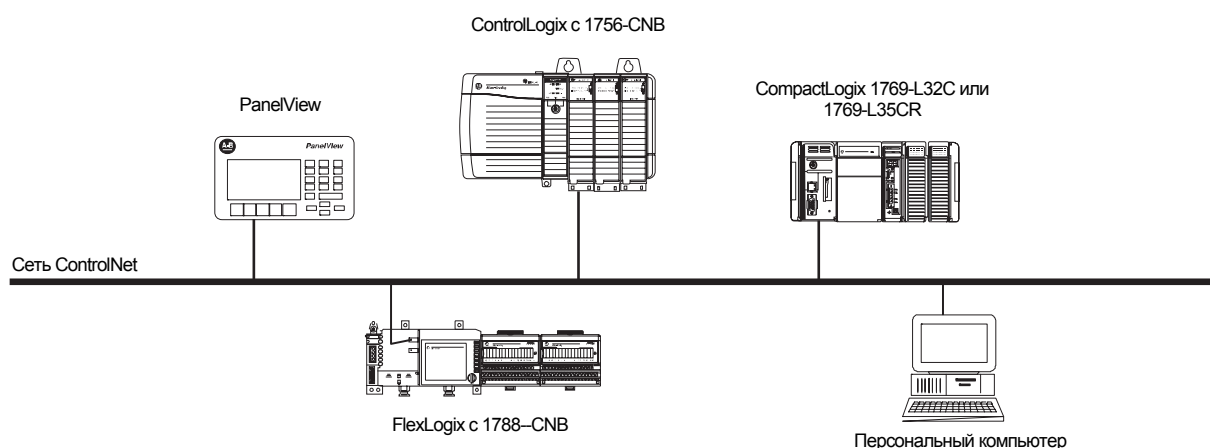 ControlLogix с 1756-CNB
PanelView
CompactLogix 1769-L32C или
1769-L35CR
A-B
PanelView
Сеть ControlNet
FlexLogix с 1788--CNB
Персональный компьютер